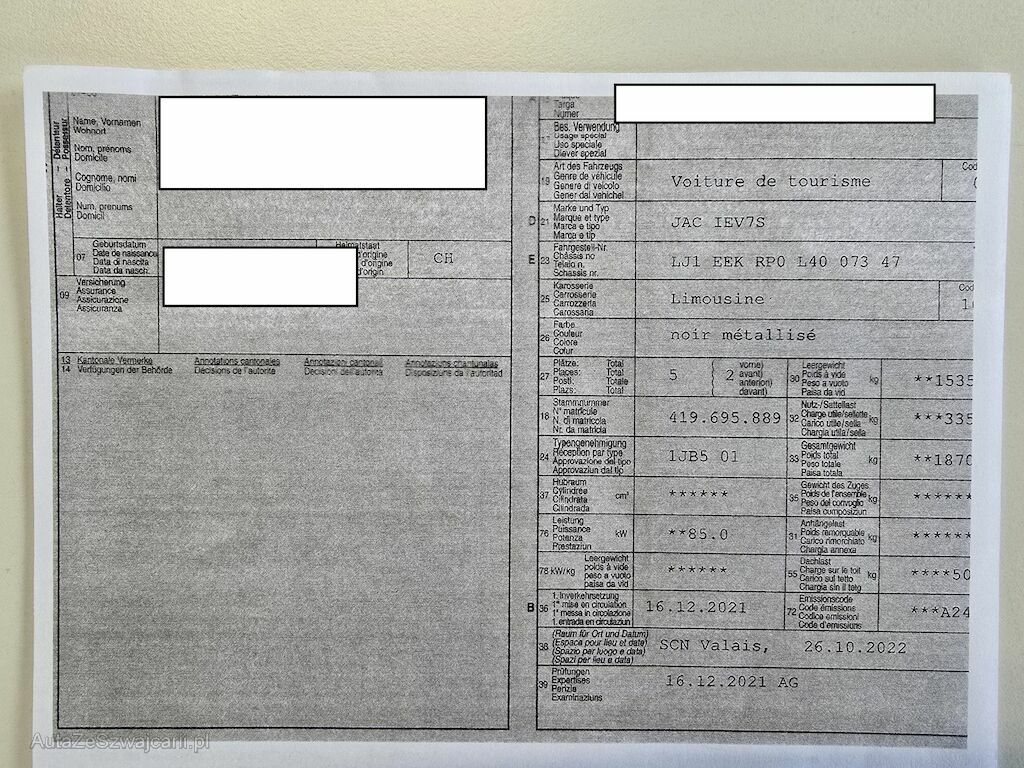 Halter – Détenteur
Detentore – Possessur
Name, Vornamen
Wohnort
Nom, prénoms
Domicile
Cognome, nomi
Domicilio
Num, prenums
Domicil
07
Geburtsdatum
Date de naissance
Data di nascita
Data da nasch.
Heimatstaat
d'origine
d'origine
d'origin
CH
09
Versicherung
Assurance
Assicurazione
Assicuranza
13 Kantonale Vermerke Annotations cantonales Annotazioni cantonali Annotaziuns chantunalas
14 Verfügungen der Behörde Décisions de l'autorité Decisioni dell'autorità Disposiziuns da l'autoritad
Targa
Numer
Bes. Verwendung
Usage spécial
Uso speciale
Diever spezial
19
Art des Fahrzeugs
Genre de véhicule
Genere di veicolo
Gener dal vehichel
Voiture de tourisme
Cod
D 21
Marke und Typ
Marque et type
Marca e tipo
Marca e tip
JAC IEV7S
E 23
Fahrgestell-Nr.
Châssis no
Telaio n.
Schassis nr.
LJ1 EEK RP0 L40 073 47
25
Karosserie
Carrosserie
Carrozzeria
Carossaria
Limousine
Cod
26
Farbe
Couleur
Colore
Colur
noir métallisé
27
Plätze: Total
Places: Total
Posti: Totale
Plazs: Total
5
2
vorne)
avant)
anteriori)
davant)
30
Leergewicht
Poids à vide
Peso a vuoto
Paisa da vid
kg
**1535
18
Stammnummer
N° matricule
N. di matricola
Nr. da matricla
419.695.889
32
Nutz-/Sattellast
Charge utile/sellette
Carico utile/sella
Chargia utila/sella
kg
***335
24
Typengenehmigung
Réception par type
Approvazione del tipo
Approvaziun dal tip
1JB5 01
33
Gesamtgewicht
Poids total
Peso totale
Paisa totala
kg
**1870
37
Hubraum
Cylindrée
Cilindrata
Cilindrada
cm³
******
35
Gewicht des Zuges
Poids de l'ensemble
Peso del convoglio
Paisa cumposiziun
kg
******
76
Leistung
Puissance
Potenza
Prestaziun
kW
**85.0
31
Anhängelast
Poids remorquable
Carico rimorchiato
Chargia annexa
kg
******
78 kW/kg
Leergewicht
poids à vide
peso a vuoto
paisa da vid
******
55
Dachlast
Charge sur le toit
Carico sul tetto
Chargia sin il tetg
kg
****50
B 36
1. Inverkehrsetzung
1re mise en circulation
1a messa in circolazione
1. entrada en circulaziun
16.12.2021
72
Emissionscode
Code émissions
Codice emissioni
Code d'emissiuns
***A24
38
(Raum für Ort und Datum)
(Espace pour lieu et date)
(Spazio per luogo e data)
(Spazi per lieu e data)
SCN Valais, 26.10.2022
39
Prüfungen
Expertises
Perizie
Examinaziuns
16.12.2021 AG
AutaZeSzwajcarii.pl